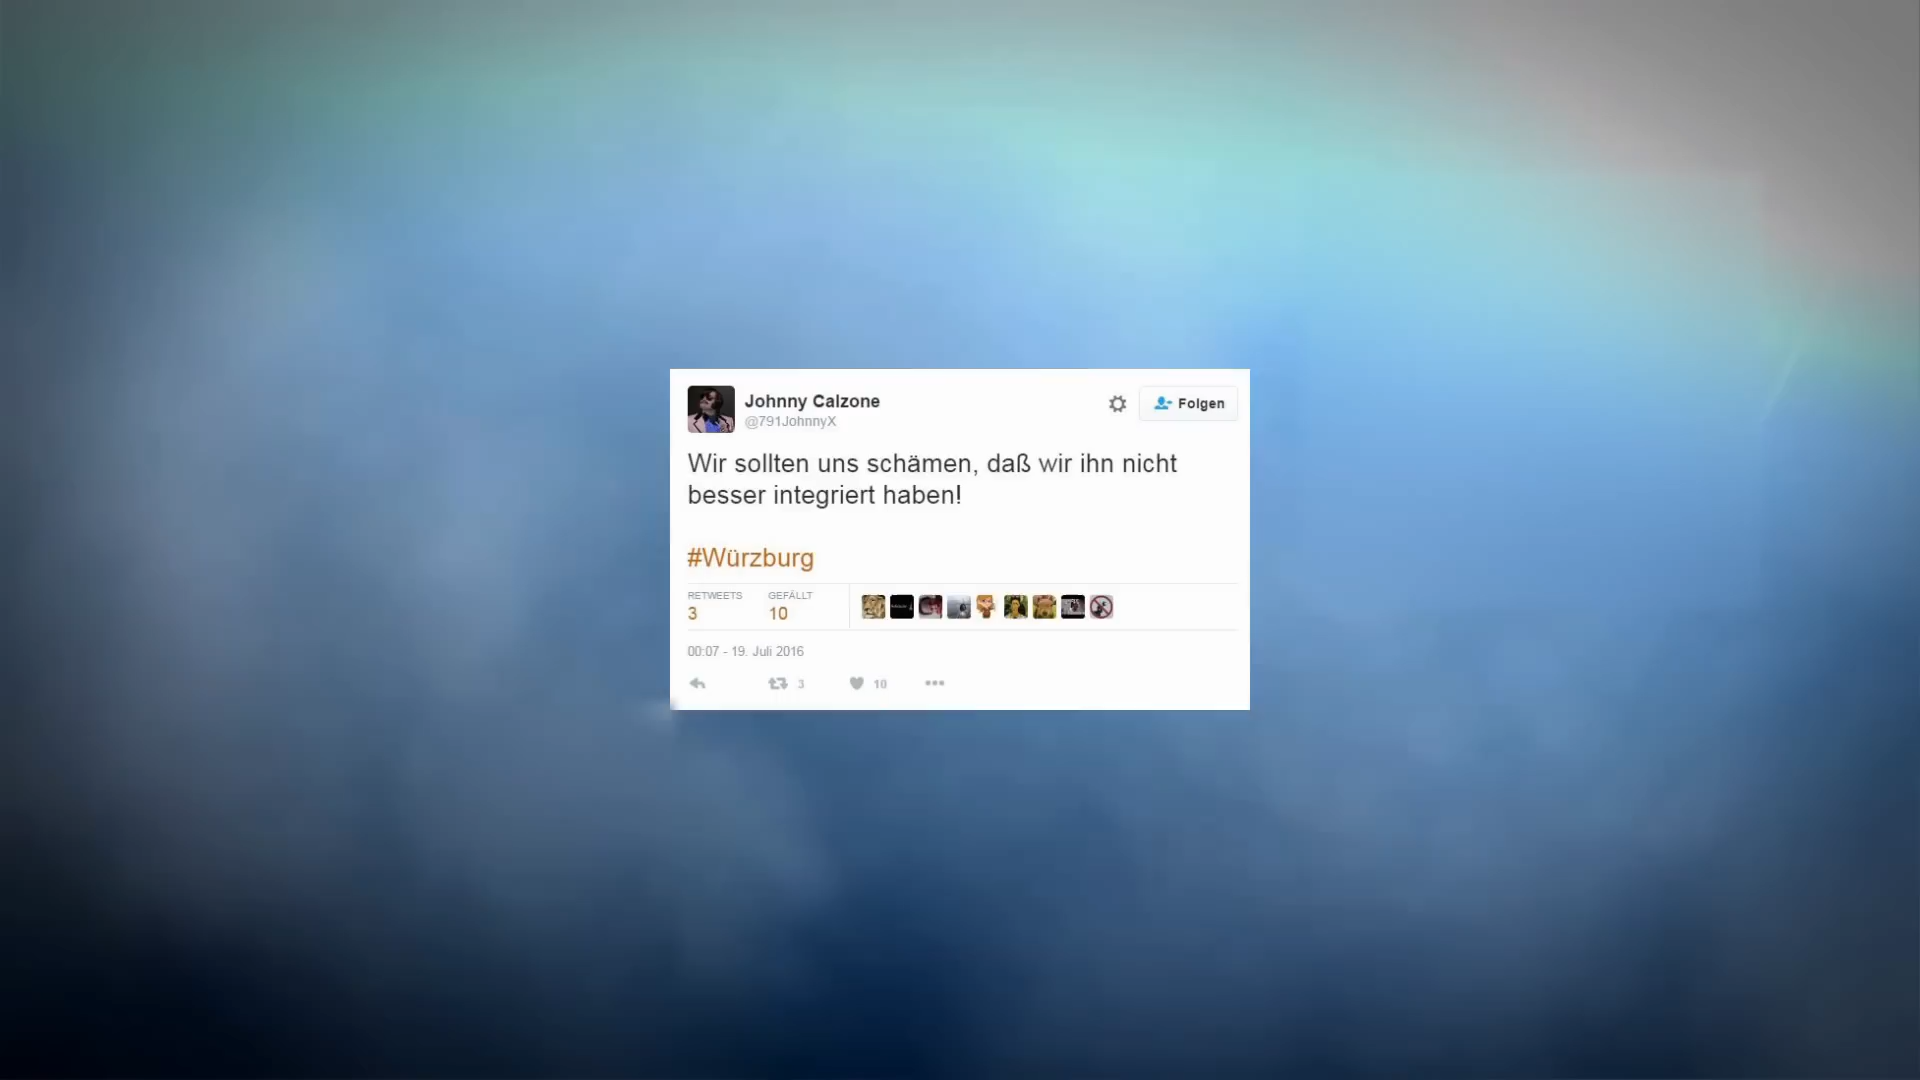 Johnny Calzone
@791JohnnyX
Folgen
Wir sollten uns schämen, daß wir ihn nicht
besser integriert haben!
#Würzburg
RETWEETS GEFÄLLT
3 10
00:07 - 19. Juli 2016
3 10